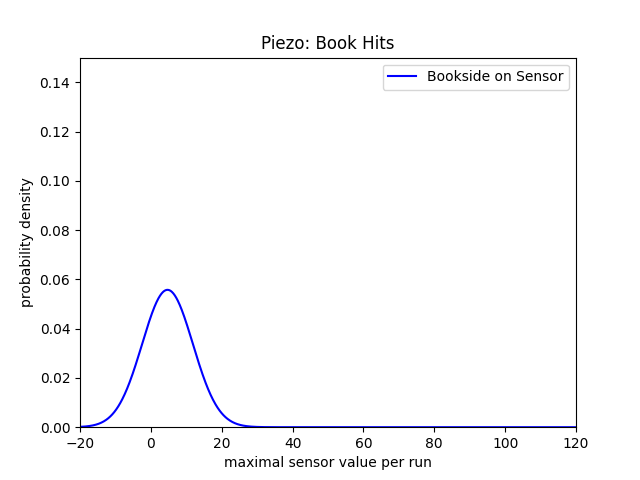 Piezo: Book Hits
Bookside on Sensor
probability density
0.14
0.12
0.10
0.08
0.06
0.04
0.02
0.00
−20 0 20 40 60 80 100 120
maximal sensor value per run